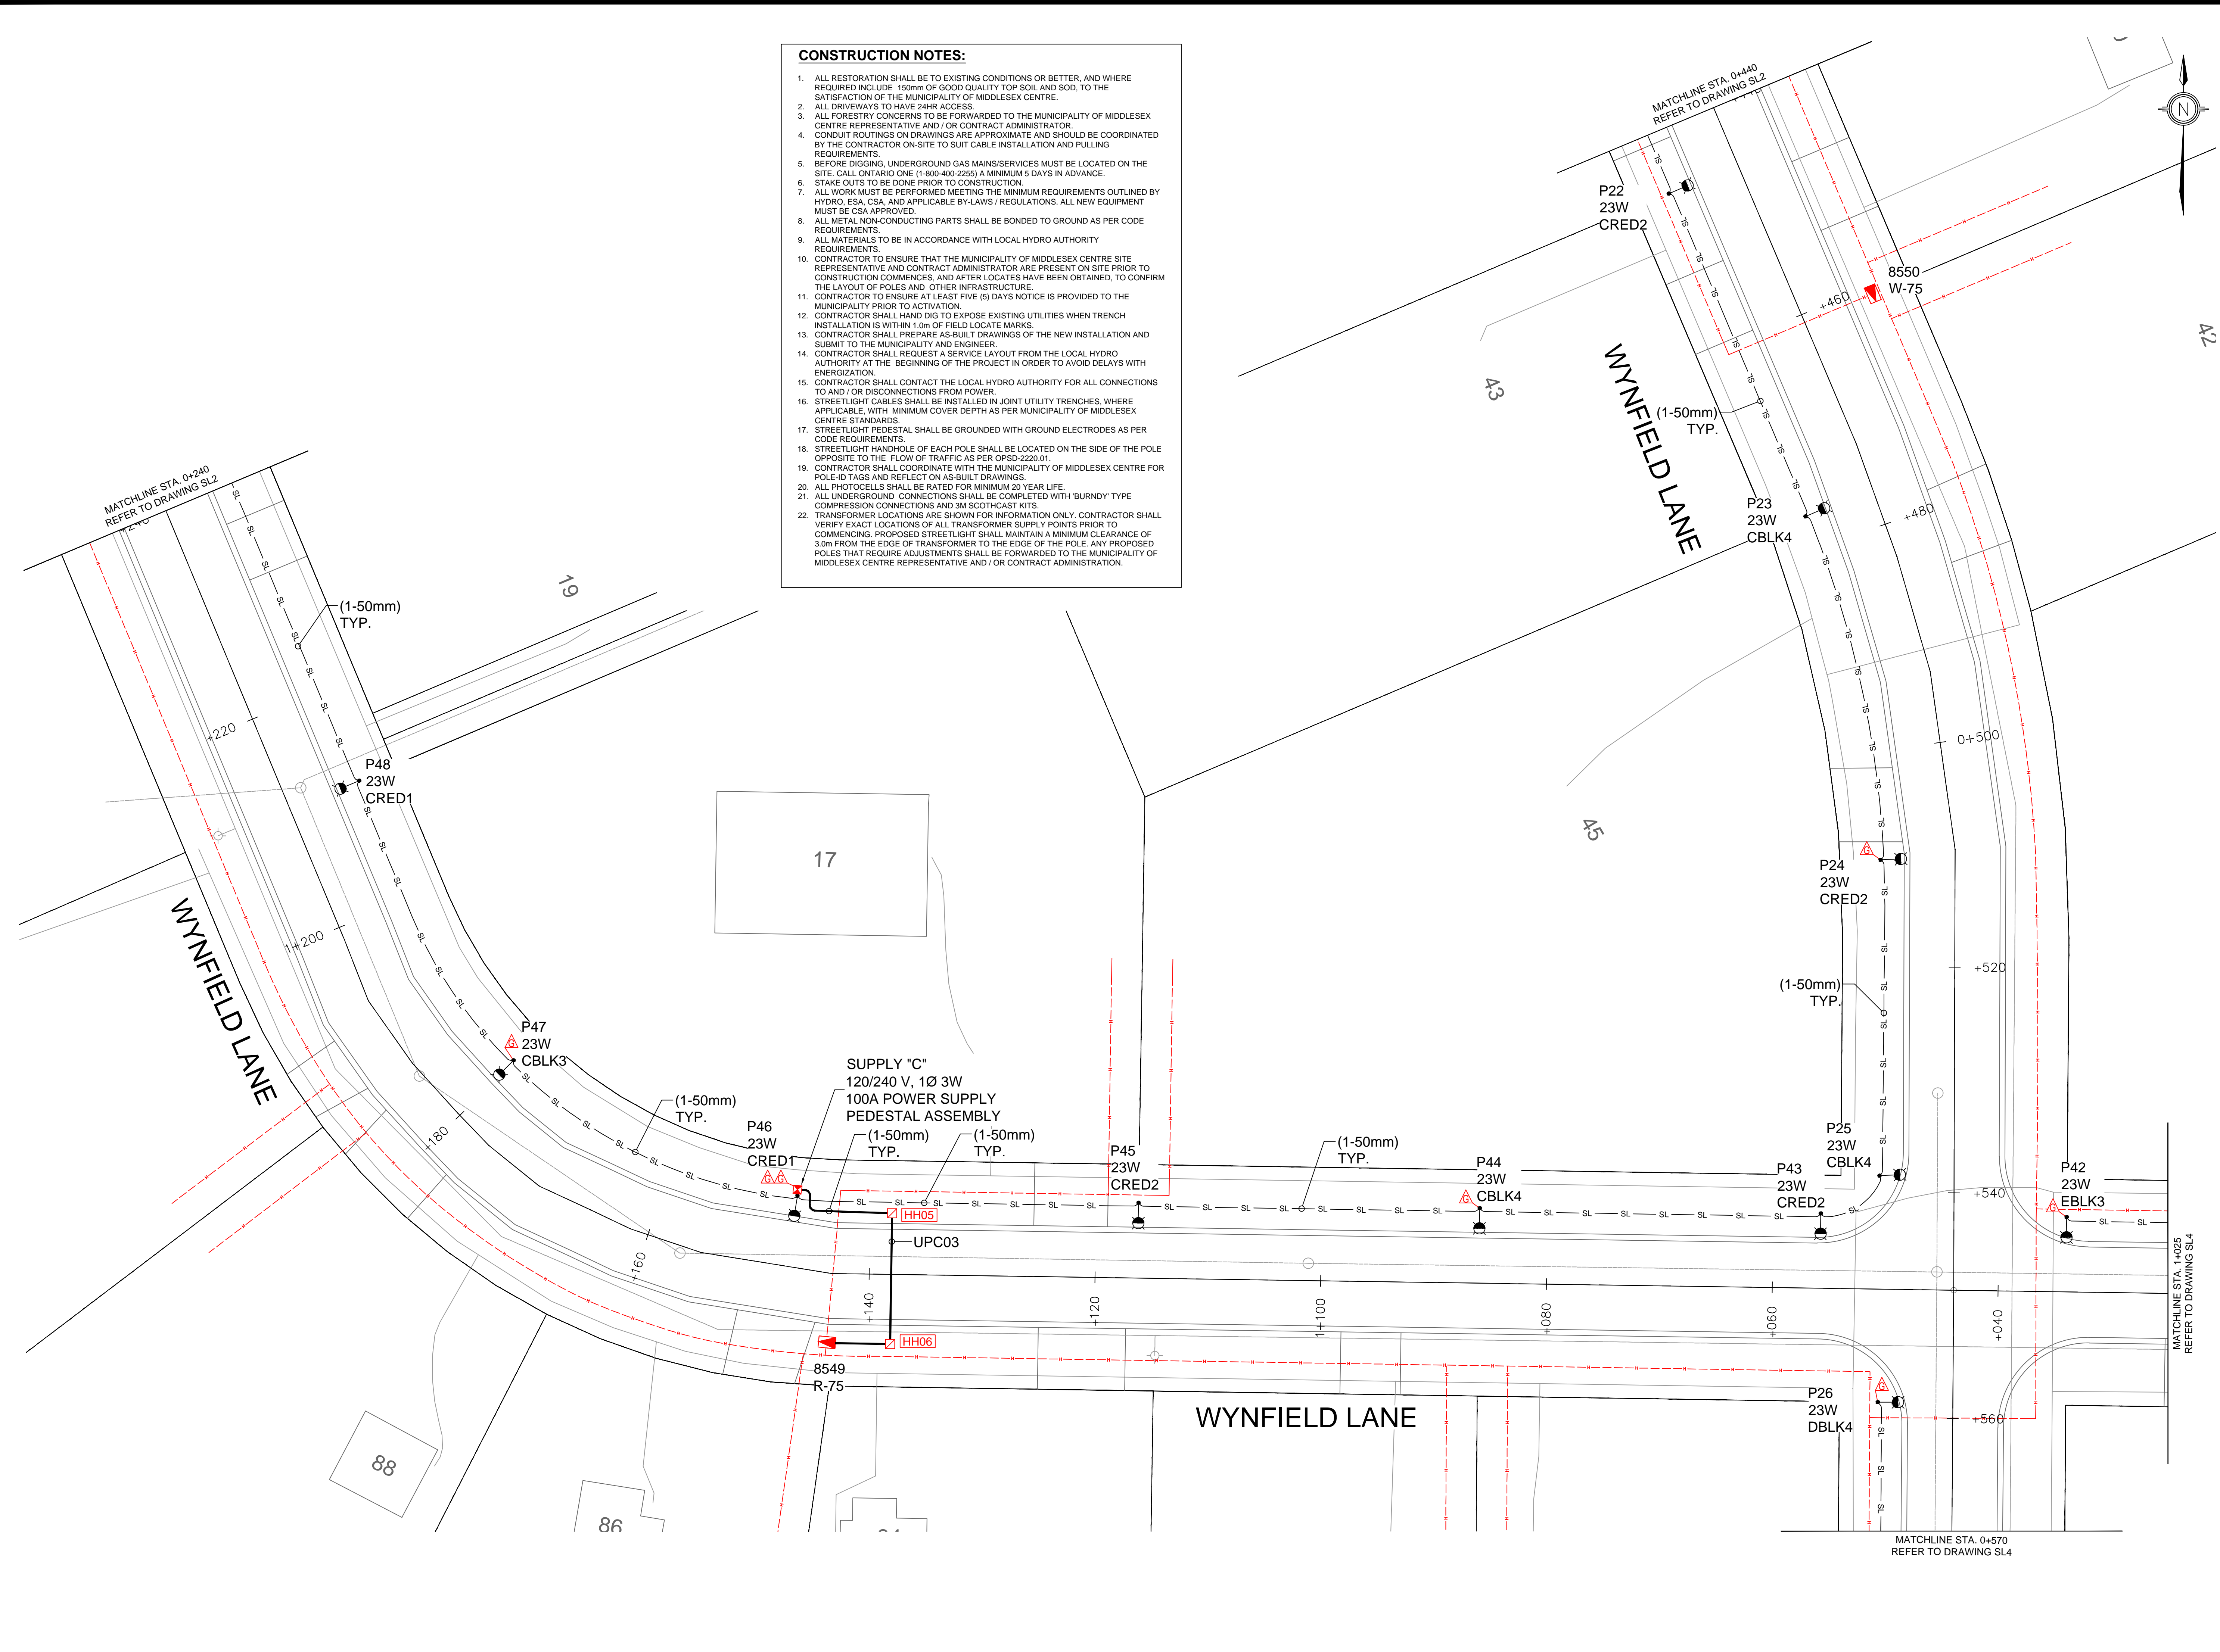 CONSTRUCTION NOTES:
1. ALL RESTORATION SHALL BE TO EXISTING CONDITIONS OR BETTER, AND WHERE
REQUIRED INCLUDE 150mm OF GOOD QUALITY TOP SOIL AND SOD, TO THE
SATISFACTION OF THE MUNICIPALITY OF MIDDLESEX CENTRE.
2. ALL DRIVEWAYS TO HAVE 24HR ACCESS.
3. ALL FORESTRY CONCERNS TO BE FORWARDED TO THE MUNICIPALITY OF MIDDLESEX
CENTRE REPRESENTATIVE AND / OR CONTRACT ADMINISTRATOR.
4. CONDUIT ROUTINGS ON DRAWINGS ARE APPROXIMATE AND SHOULD BE COORDINATED
BY THE CONTRACTOR ON-SITE TO SUIT CABLE INSTALLATION AND PULLING
REQUIREMENTS.
5. BEFORE DIGGING, UNDERGROUND GAS MAINS/SERVICES MUST BE LOCATED ON THE
SITE. CALL ONTARIO ONE (1-800-400-2255) A MINIMUM 5 DAYS IN ADVANCE.
6. STAKE OUTS TO BE DONE PRIOR TO CONSTRUCTION.
7. ALL WORK MUST BE PERFORMED MEETING THE MINIMUM REQUIREMENTS OUTLINED BY
HYDRO, ESA, CSA, AND APPLICABLE BY-LAWS / REGULATIONS. ALL NEW EQUIPMENT
MUST BE CSA APPROVED.
8. ALL METAL NON-CONDUCTING PARTS SHALL BE BONDED TO GROUND AS PER CODE
REQUIREMENTS.
9. ALL MATERIALS TO BE IN ACCORDANCE WITH LOCAL HYDRO AUTHORITY
REQUIREMENTS.
10. CONTRACTOR TO ENSURE THAT THE MUNICIPALITY OF MIDDLESEX CENTRE SITE
REPRESENTATIVE AND CONTRACT ADMINISTRATOR ARE PRESENT ON SITE PRIOR TO
CONSTRUCTION COMMENCES, AND AFTER LOCATES HAVE BEEN OBTAINED, TO CONFIRM
THE LAYOUT OF POLES AND OTHER INFRASTRUCTURE.
11. CONTRACTOR TO ENSURE AT LEAST FIVE (5) DAYS NOTICE IS PROVIDED TO THE
MUNICIPALITY PRIOR TO ACTIVATION.
12. CONTRACTOR SHALL HAND DIG TO EXPOSE EXISTING UTILITIES WHEN TRENCH
INSTALLATION IS WITHIN 1.0m OF FIELD LOCATE MARKS.
13. CONTRACTOR SHALL PREPARE AS-BUILT DRAWINGS OF THE NEW INSTALLATION AND
SUBMIT TO THE MUNICIPALITY AND ENGINEER.
14. CONTRACTOR SHALL REQUEST A SERVICE LAYOUT FROM THE LOCAL HYDRO
AUTHORITY AT THE BEGINNING OF THE PROJECT IN ORDER TO AVOID DELAYS WITH
ENERGIZATION.
15. CONTRACTOR SHALL CONTACT THE LOCAL HYDRO AUTHORITY FOR ALL CONNECTIONS
TO AND / OR DISCONNECTIONS FROM POWER.
16. STREETLIGHT CABLES SHALL BE INSTALLED IN JOINT UTILITY TRENCHES, WHERE
APPLICABLE, WITH MINIMUM COVER DEPTH AS PER MUNICIPALITY OF MIDDLESEX
CENTRE STANDARDS.
17. STREETLIGHT PEDESTAL SHALL BE GROUNDED WITH GROUND ELECTRODES AS PER
CODE REQUIREMENTS.
18. STREETLIGHT HANDHOLE OF EACH POLE SHALL BE LOCATED ON THE SIDE OF THE POLE
OPPOSITE TO THE FLOW OF TRAFFIC AS PER OPSD-2220.01.
19. CONTRACTOR SHALL COORDINATE WITH THE MUNICIPALITY OF MIDDLESEX CENTRE FOR
POLE-ID TAGS AND REFLECT ON AS-BUILT DRAWINGS.
20. ALL PHOTOCELLS SHALL BE RATED FOR MINIMUM 20 YEAR LIFE.
21. ALL UNDERGROUND CONNECTIONS SHALL BE COMPLETED WITH 'BURNDY' TYPE
COMPRESSION CONNECTIONS AND 3M SCOTHCAST KITS.
22. TRANSFORMER LOCATIONS ARE SHOWN FOR INFORMATION ONLY. CONTRACTOR SHALL
VERIFY EXACT LOCATIONS OF ALL TRANSFORMER SUPPLY POINTS PRIOR TO
COMMENCING. PROPOSED STREETLIGHT SHALL MAINTAIN A MINIMUM CLEARANCE OF
3.0m FROM THE EDGE OF TRANSFORMER TO THE EDGE OF THE POLE. ANY PROPOSED
POLES THAT REQUIRE ADJUSTMENTS SHALL BE FORWARDED TO THE MUNICIPALITY OF
MIDDLESEX CENTRE REPRESENTATIVE AND / OR CONTRACT ADMINISTRATION.
MATCHLINE STA. 0+440
REFER TO DRAWING SL2
N
P22
23W
CRED2
8550
W-75
+460
42
43
WYNFIELD LANE
(1-50mm)
TYP.
P23
23W
CBLK4
+480
0+500
45
P24
23W
CRED2
+520
(1-50mm)
TYP.
P25
23W
CBLK4
+540
MATCHLINE STA. 0+240
REFER TO DRAWING SL2
19
(1-50mm)
TYP.
+220
P48
23W
CRED1
17
1+200
WYNFIELD LANE
P47
23W
CBLK3
G
+180
(1-50mm)
TYP.
SUPPLY "C"
120/240 V, 1Ø 3W
100A POWER SUPPLY
PEDESTAL ASSEMBLY
P46
23W
CRED1
G G
(1-50mm)
TYP.
(1-50mm)
TYP.
HH05
UPC03
P45
23W
CRED2
(1-50mm)
TYP.
P44
23W
CBLK4
G
P43
23W
CRED2
P42
23W
EBLK3
G
+160
+140
+120
1+100
+080
+060
+040
HH06
8549
R-75
WYNFIELD LANE
P26
23W
DBLK4
G
+560
MATCHLINE STA. 1+025
REFER TO DRAWING SL4
88
86
MATCHLINE STA. 0+570
REFER TO DRAWING SL4